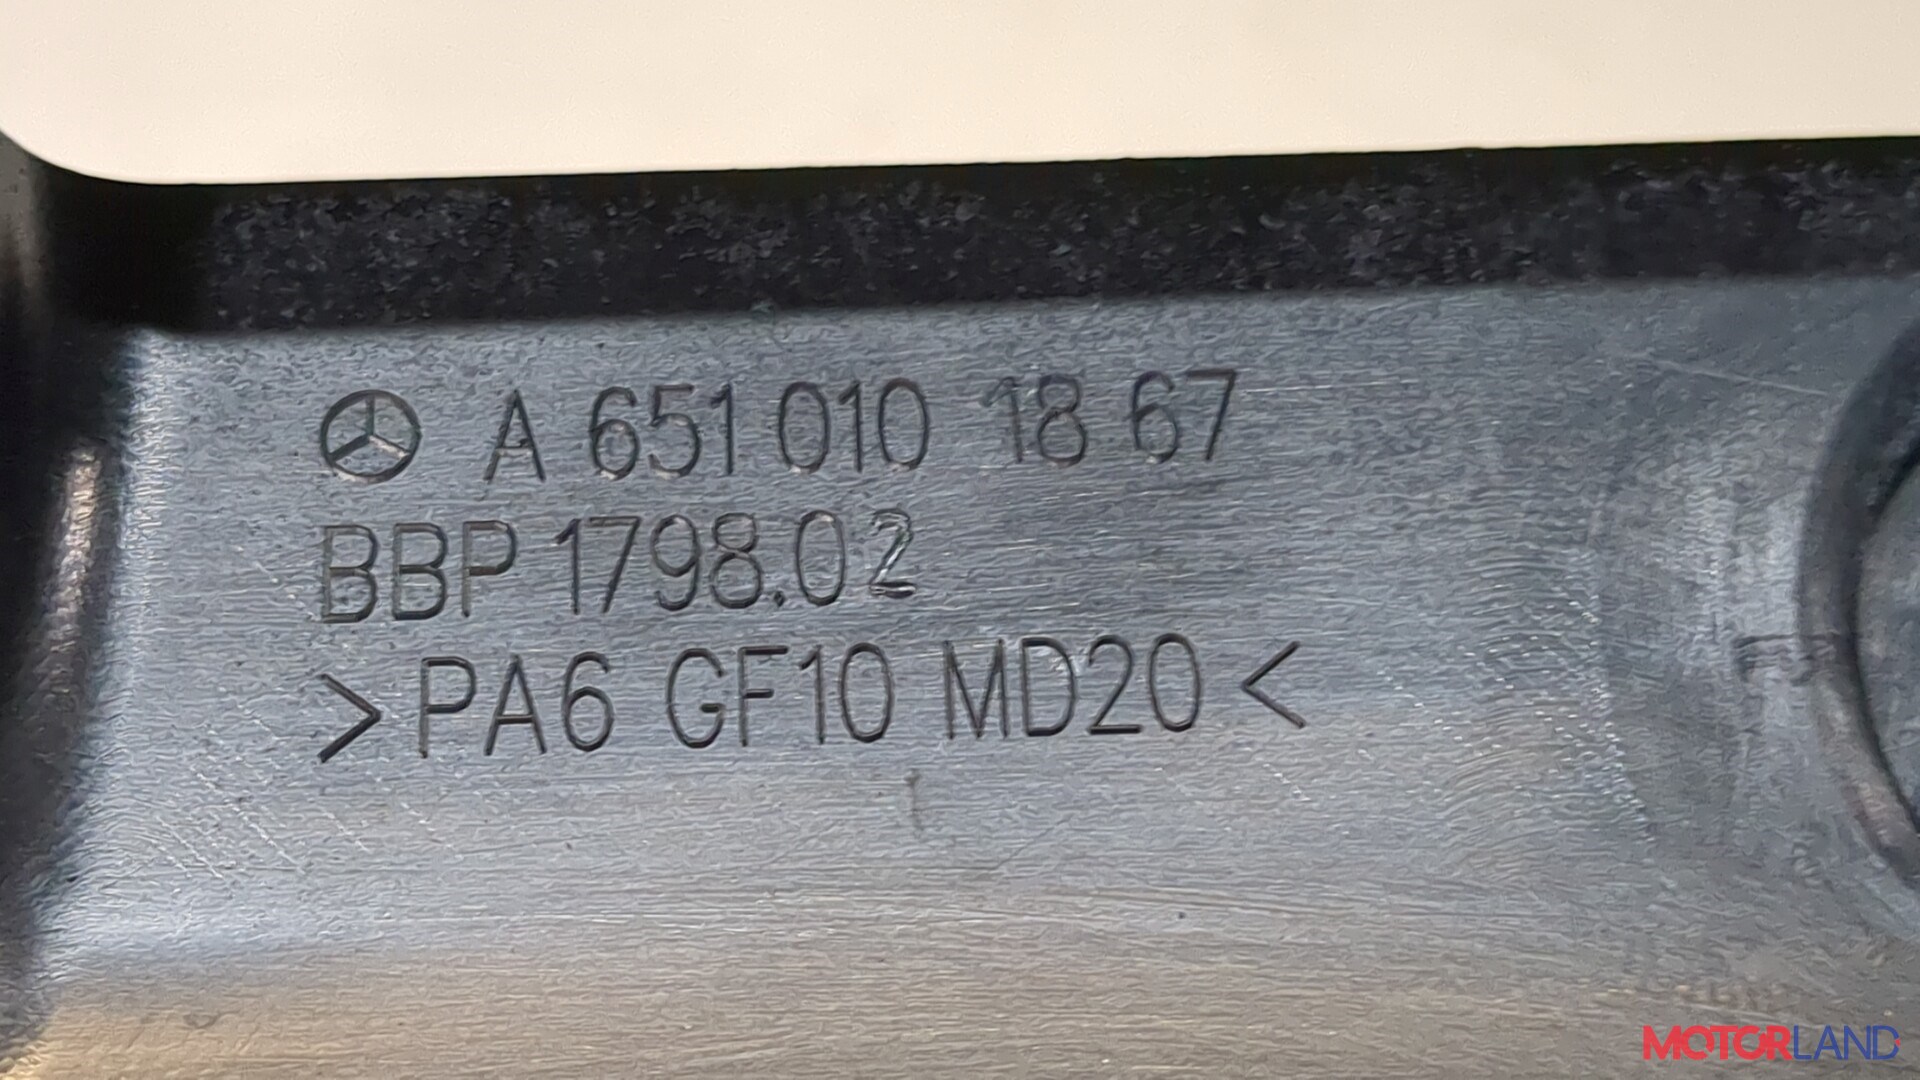 A 651 010 18 67
BBP 1798.02
>PA6 GF10 MD20<
MOTORLAND